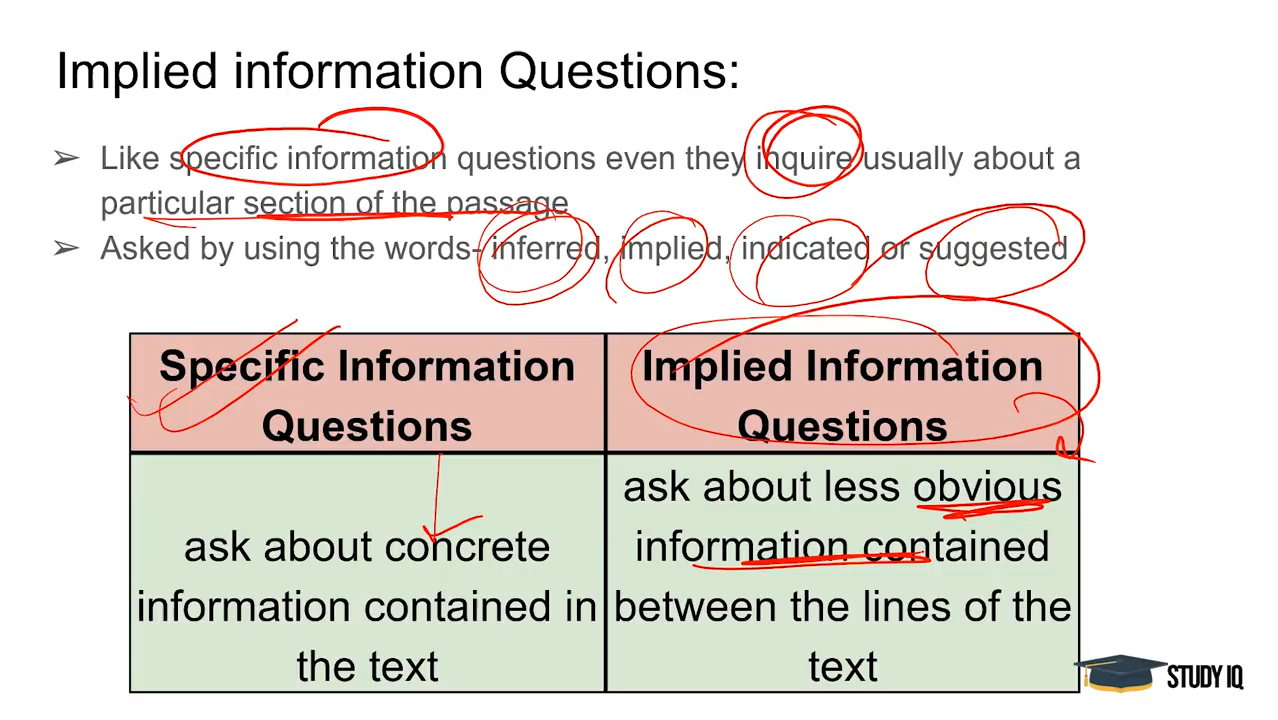 Implied information Questions:
➢ Like specific information questions even they inquire usually about a
particular section of the passage
➢ Asked by using the words- inferred, implied, indicated or suggested
Specific Information
Questions
Implied Information
Questions
ask about concrete
information contained in
the text
ask about less obvious
information contained
between the lines of the
text
STUDY IQ